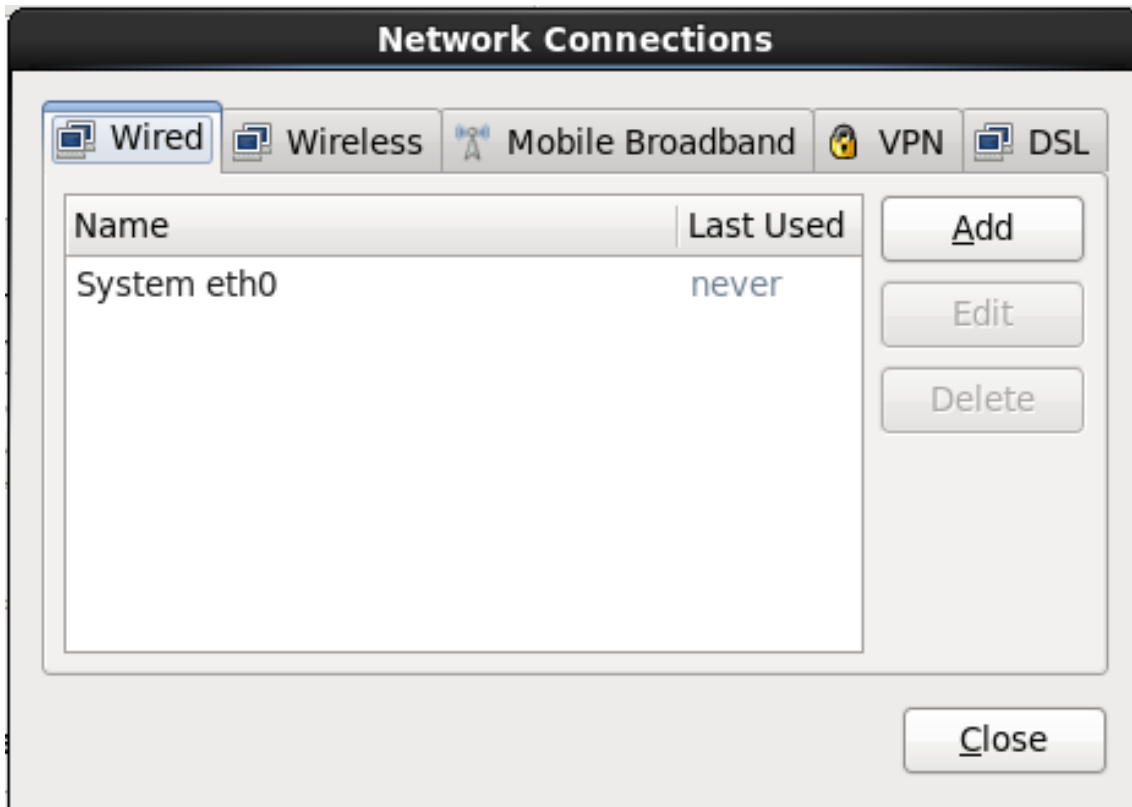 Network Connections
Wired Wireless Mobile Broadband VPN DSL
Name Last Used
Add
System eth0 never
Edit
Delete
Close